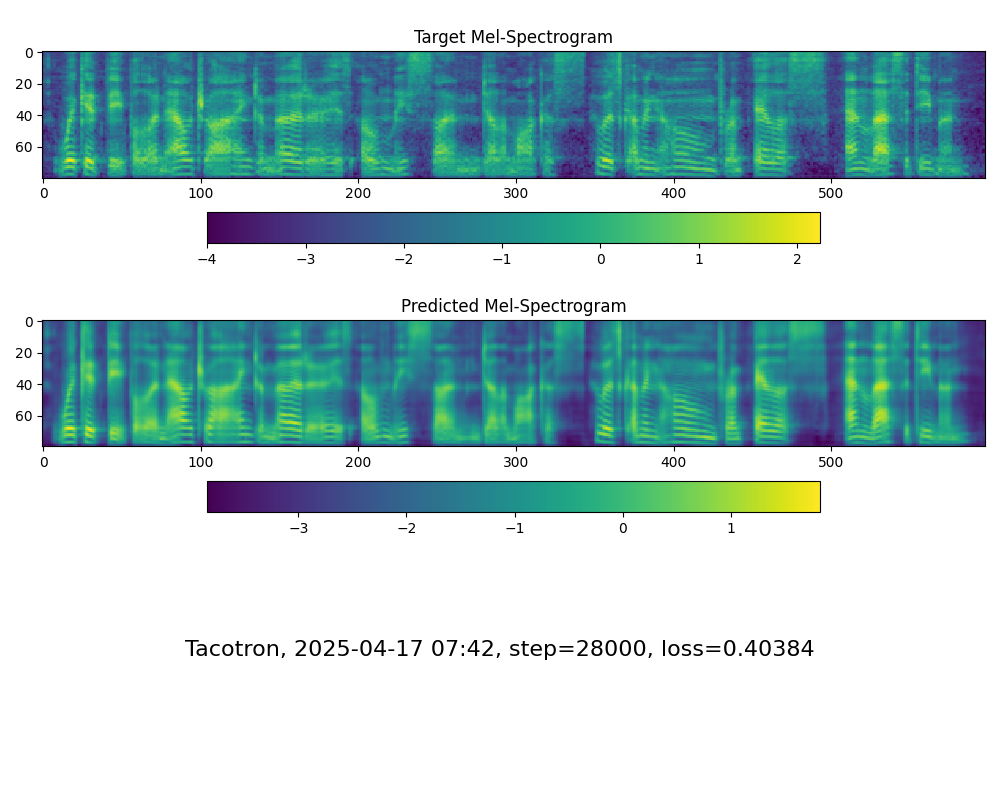 Target Mel-Spectrogram
0
20
40
60
0 100 200 300 400 500
−4 −3 −2 −1 0 1 2
Predicted Mel-Spectrogram
0
20
40
60
100 200 300 400 500
−3 −2 −1 0 1
Tacotron, 2025-04-17 07:42, step=28000, loss=0.40384